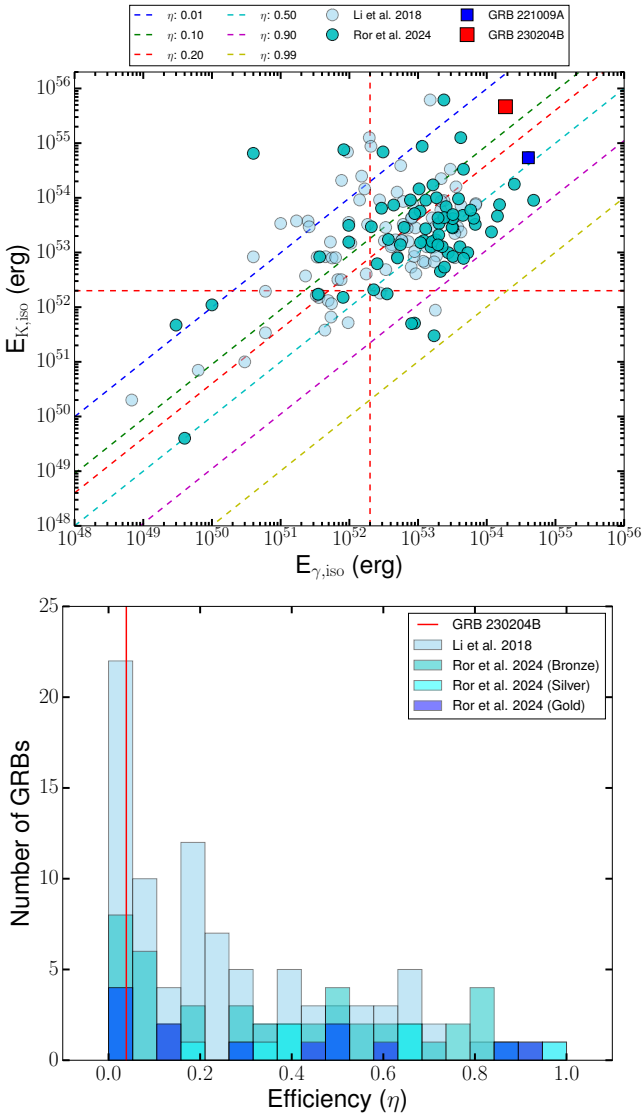 η: 0.01 η: 0.50 Li et al. 2018 GRB 221009A
η: 0.10 η: 0.90 Ror et al. 2024 GRB 230204B
η: 0.20 η: 0.99
10^56
10^55
10^54
10^53
10^52
10^51
10^50
10^49
10^48
E_K,iso (erg)
10^48 10^49 10^50 10^51 10^52 10^53 10^54 10^55 10^56
E_γ,iso (erg)
25
20
15
10
5
0
Number of GRBs
GRB 230204B
Li et al. 2018
Ror et al. 2024 (Bronze)
Ror et al. 2024 (Silver)
Ror et al. 2024 (Gold)
0.0 0.2 0.4 0.6 0.8 1.0
Efficiency (η)